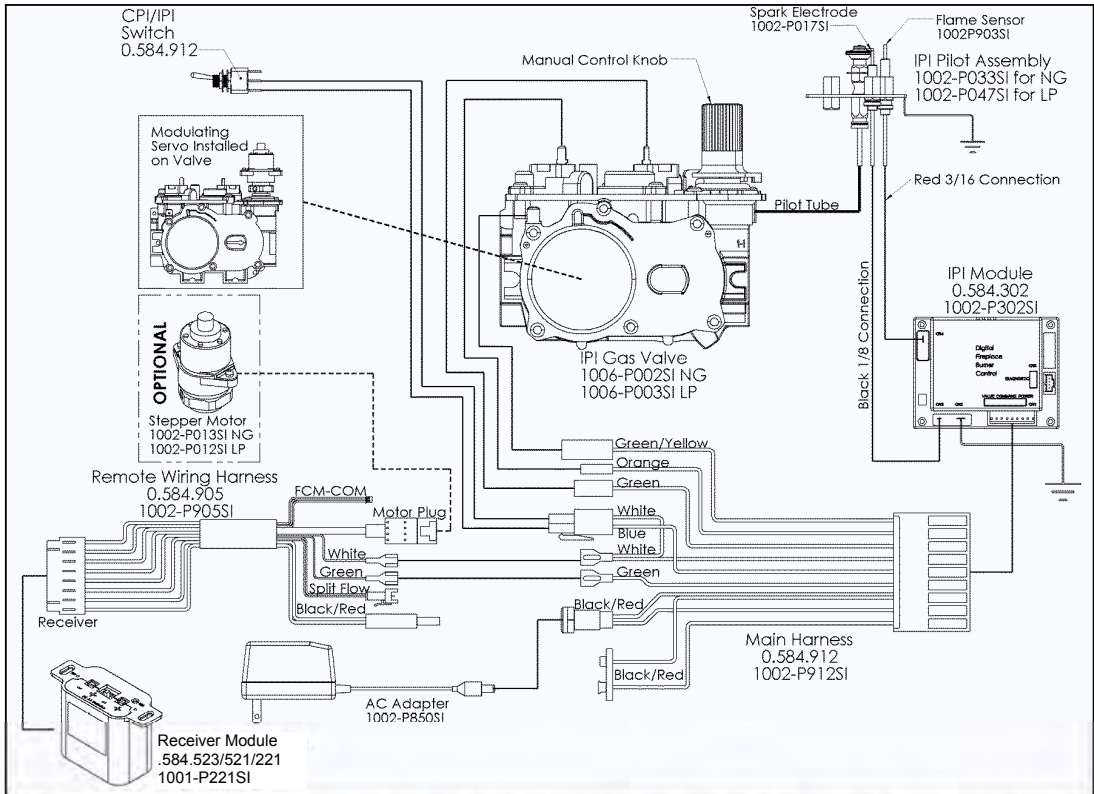 CPI/IPI
Switch
0.584.912
Spark Electrode
1002-P017SI
Flame Sensor
1002P903SI
IPI Pilot Assembly
1002-P033SI for NG
1002-P047SI for LP
Manual Control Knob
Modulating
Servo Installed
on Valve
Pilot Tube
Red 3/16 Connection
Black 1/8 Connection
IPI Module
0.584.302
1002-P302SI
Digital
Fireplace
Burner
Control
DIAGNOSTIC
VALVE COMMAND POWER
OPTIONAL
Stepper Motor
1002-P013SI NG
1002-P012SI LP
IPI Gas Valve
1006-P002SI NG
1006-P003SI LP
Remote Wiring Harness
0.584.905
1002-P905SI
FCM-COM
Motor Plug
Green/Yellow
Orange
Green
White
Blue
White
Green
White
Green
Split Flow
Black/Red
Black/Red
Black/Red
Receiver
Main Harness
0.584.912
1002-P912SI
AC Adapter
1002-P850SI
Receiver Module
.584.523/521/221
1001-P221SI